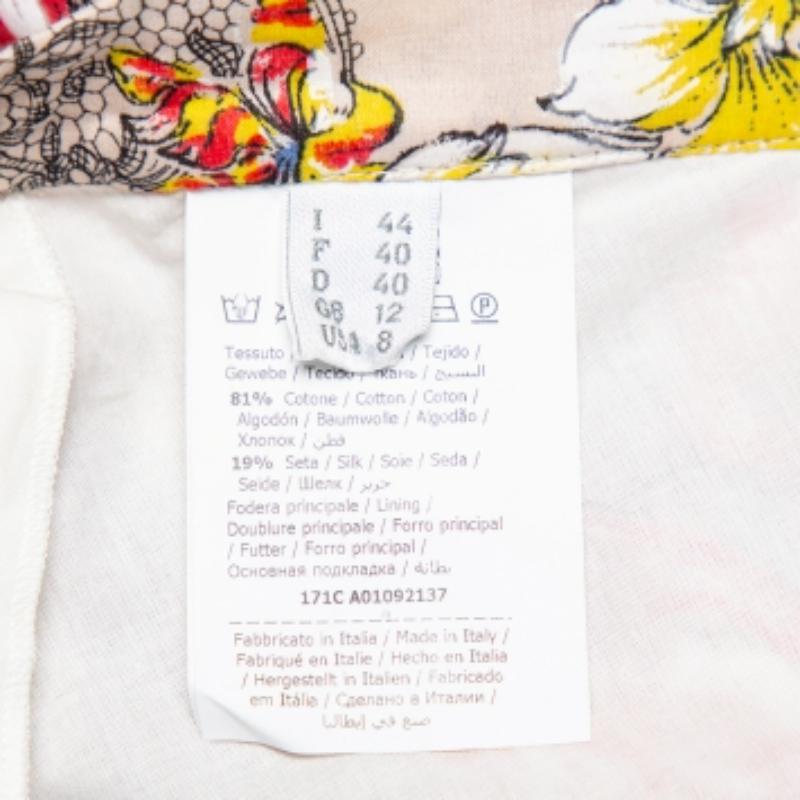 I 44
F 40
D 40
GB 12
USA 8
P
Tessuto / Tejido /
Gewebe / Tecido / Ткань / النسيج
81% Cotone / Cotton / Coton /
Algodón / Baumwolle / Algodão /
Хлопок / قطن
19% Seta / Silk / Soie / Seda /
Seide / Шелк / حرير
Fodera principale / Lining /
Doublure principale / Forro principal
/ Futter / Forro principal /
Основная подкладка / بطانة
171C A01092137
Fabbricato in Italia / Made in Italy /
Fabriqué en Italie / Hecho en Italia
/ Hergestellt in Italien / Fabricado
em Itália / Сделано в Италии /
صنع في إيطاليا